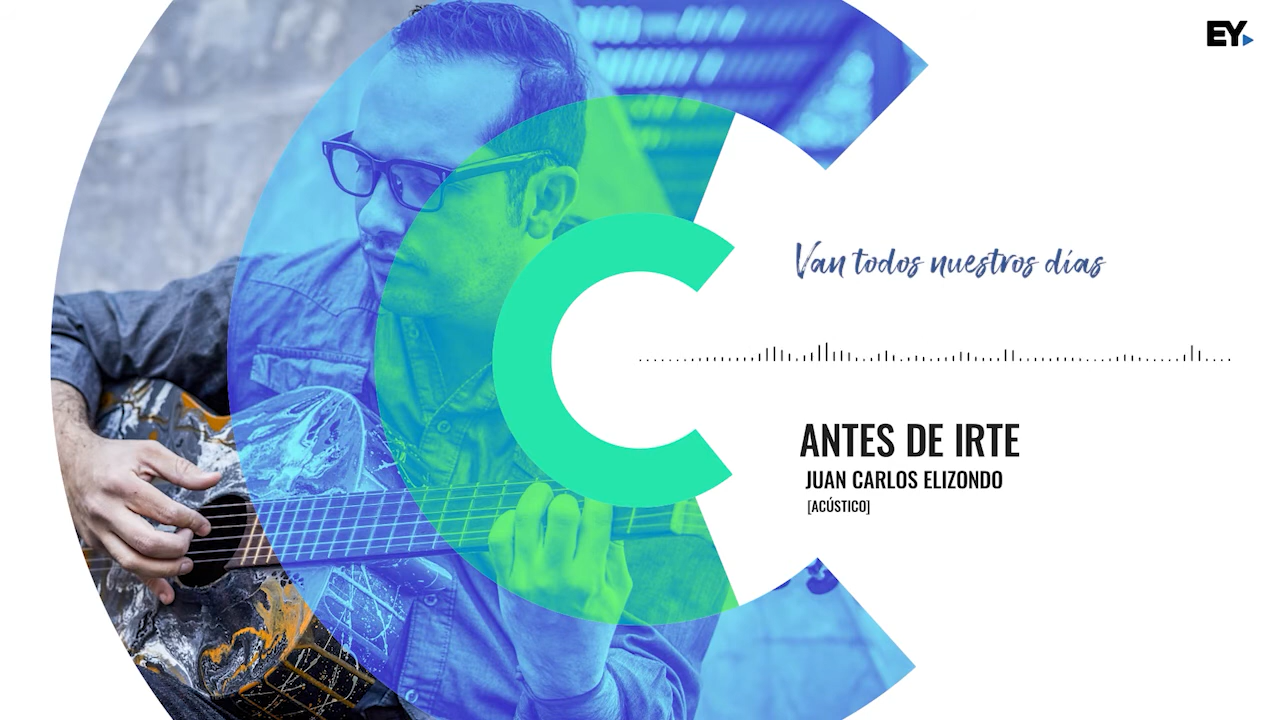 EY
Van todos nuestros días
ANTES DE IRTE
JUAN CARLOS ELIZONDO
[ACÚSTICO]